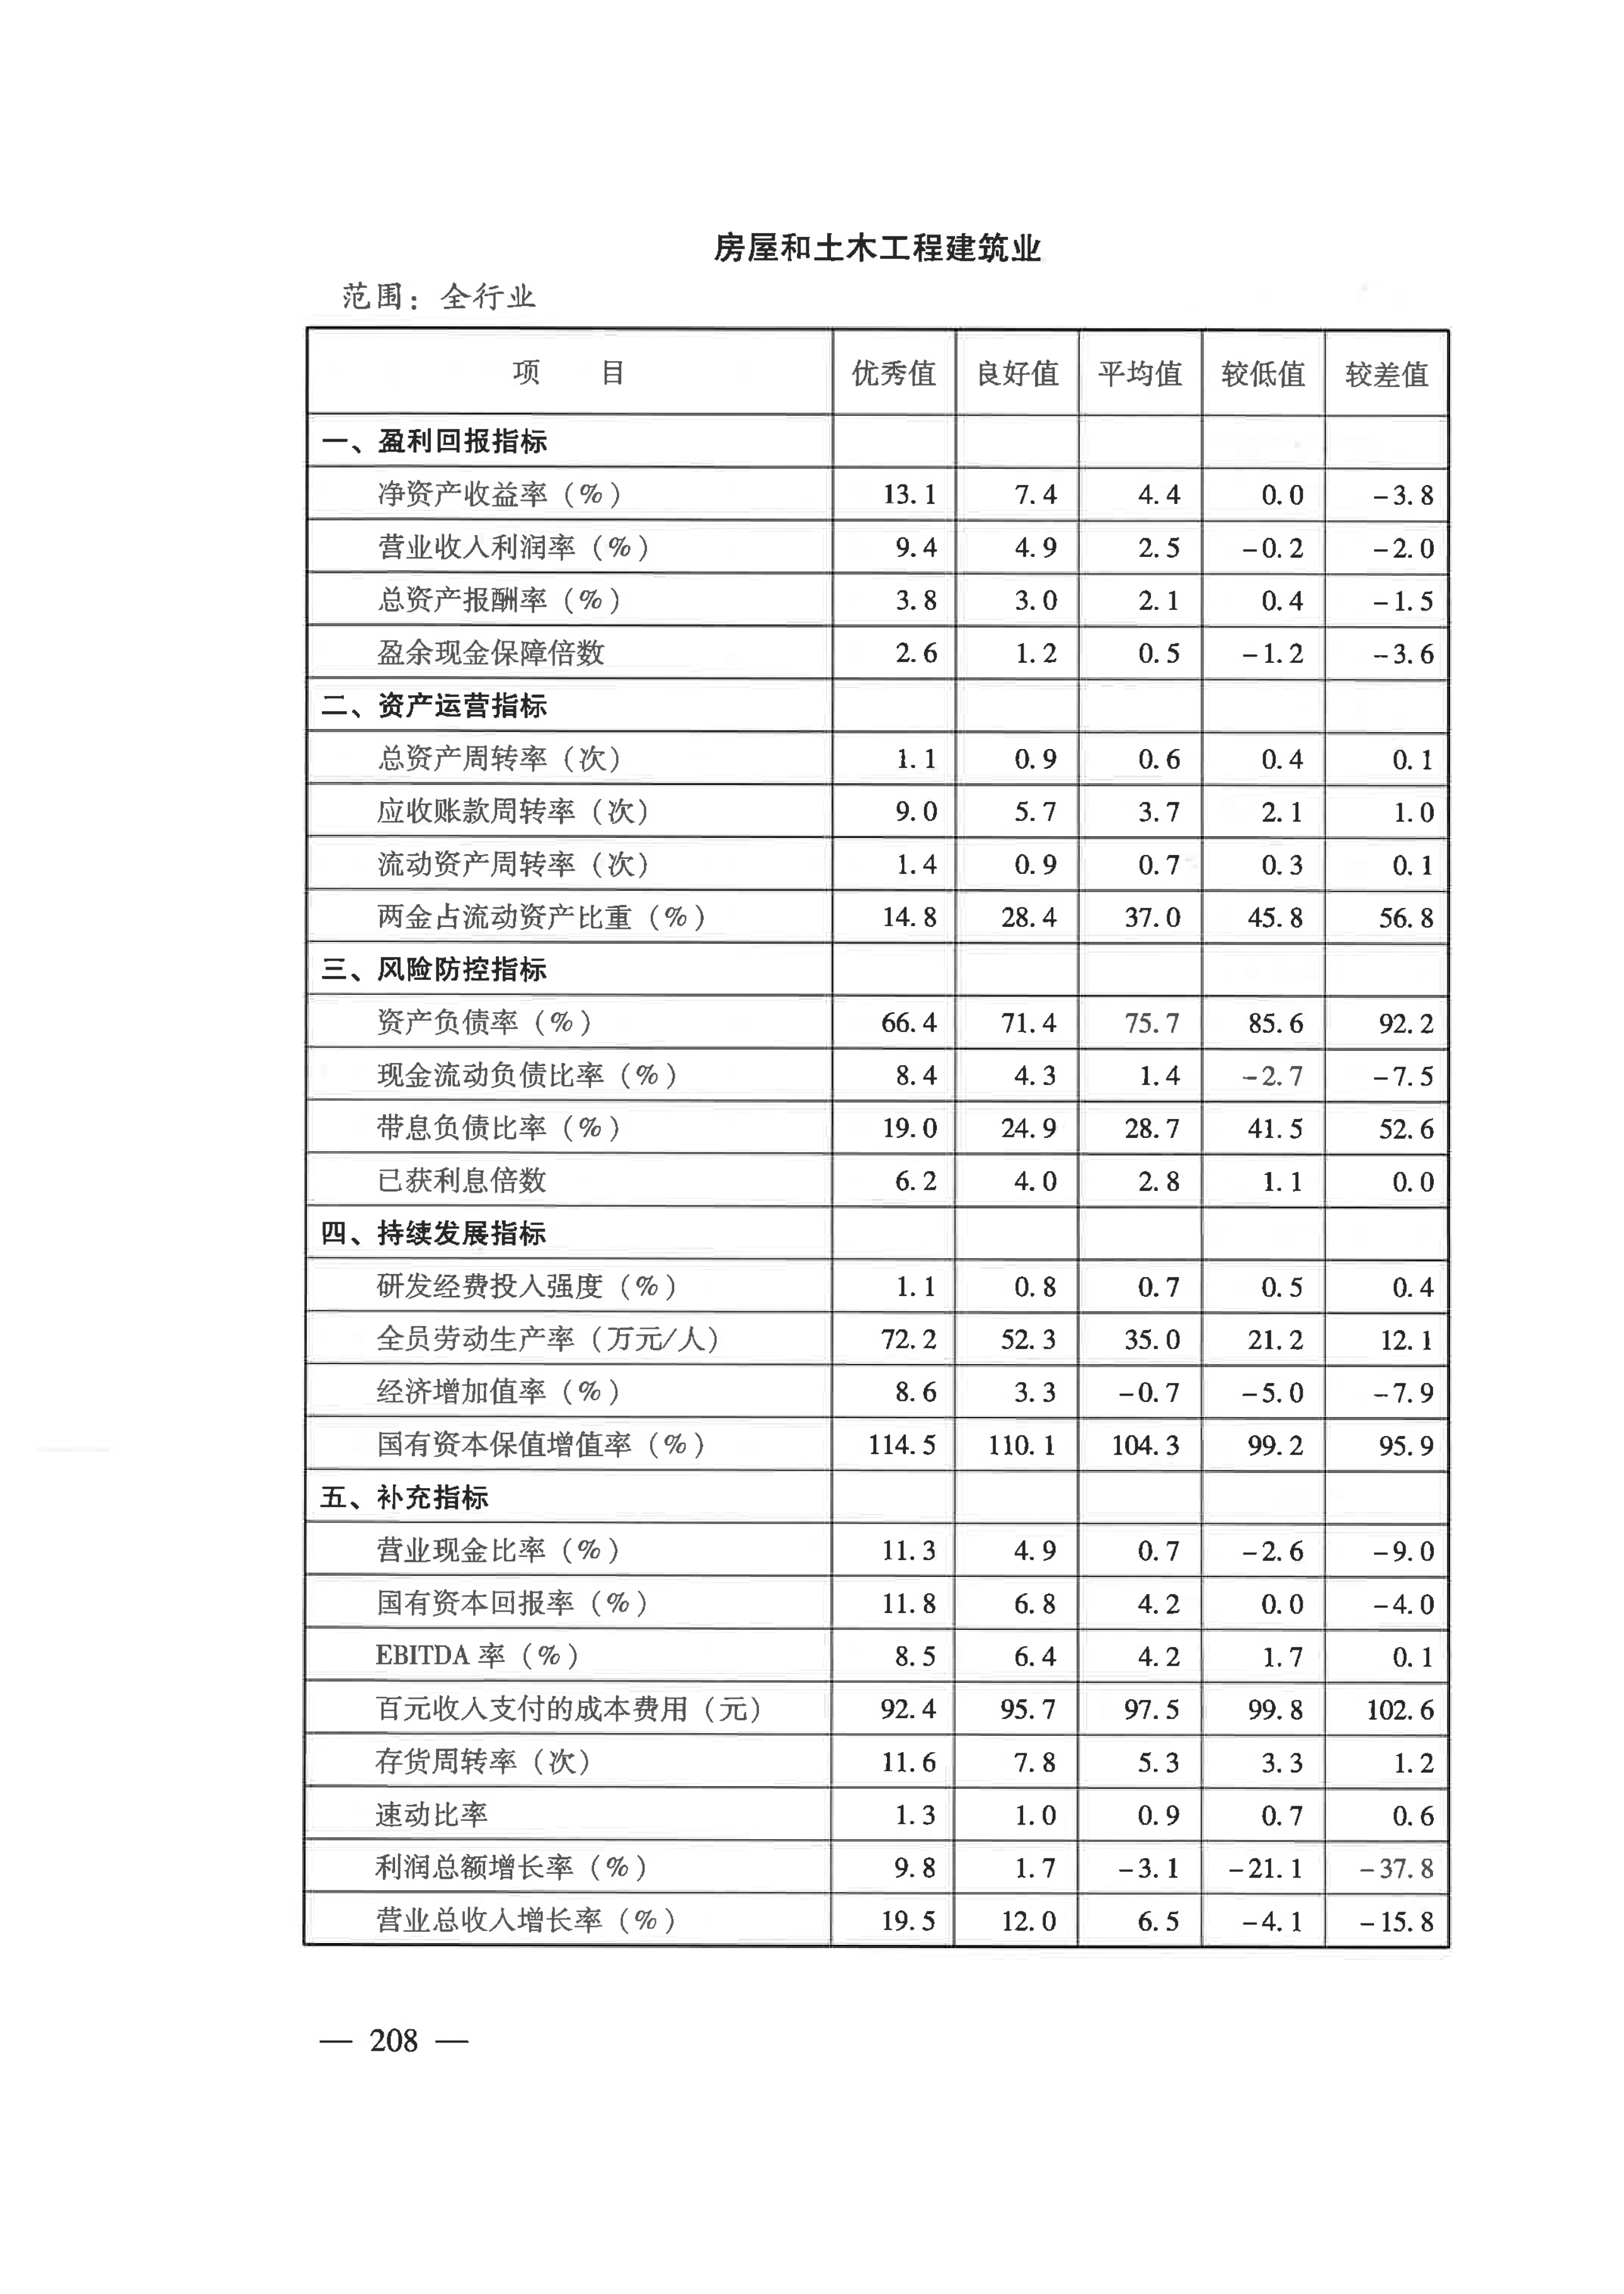 房屋和土木工程建筑业
范围：全行业
项 目 优秀值 良好值 平均值 较低值 较差值
一、盈利回报指标
净资产收益率（%） 13.1 7.4 4.4 0.0 -3.8
营业收入利润率（%） 9.4 4.9 2.5 -0.2 -2.0
总资产报酬率（%） 3.8 3.0 2.1 0.4 -1.5
盈余现金保障倍数 2.6 1.2 0.5 -1.2 -3.6
二、资产运营指标
总资产周转率（次） 1.1 0.9 0.6 0.4 0.1
应收账款周转率（次） 9.0 5.7 3.7 2.1 1.0
流动资产周转率（次） 1.4 0.9 0.7 0.3 0.1
两金占流动资产比重（%） 14.8 28.4 37.0 45.8 56.8
三、风险防控指标
资产负债率（%） 66.4 71.4 75.7 85.6 92.2
现金流动负债比率（%） 8.4 4.3 1.4 -2.7 -7.5
带息负债比率（%） 19.0 24.9 28.7 41.5 52.6
已获利息倍数 6.2 4.0 2.8 1.1 0.0
四、持续发展指标
研发经费投入强度（%） 1.1 0.8 0.7 0.5 0.4
全员劳动生产率（万元/人） 72.2 52.3 35.0 21.2 12.1
经济增加值率（%） 8.6 3.3 -0.7 -5.0 -7.9
国有资本保值增值率（%） 114.5 110.1 104.3 99.2 95.9
五、补充指标
营业现金比率（%） 11.3 4.9 0.7 -2.6 -9.0
国有资本回报率（%） 11.8 6.8 4.2 0.0 -4.0
EBITDA 率（%） 8.5 6.4 4.2 1.7 0.1
百元收入支付的成本费用（元） 92.4 95.7 97.5 99.8 102.6
存货周转率（次） 11.6 7.8 5.3 3.3 1.2
速动比率 1.3 1.0 0.9 0.7 0.6
利润总额增长率（%） 9.8 1.7 -3.1 -21.1 -37.8
营业总收入增长率（%） 19.5 12.0 6.5 -4.1 -15.8
— 208 —